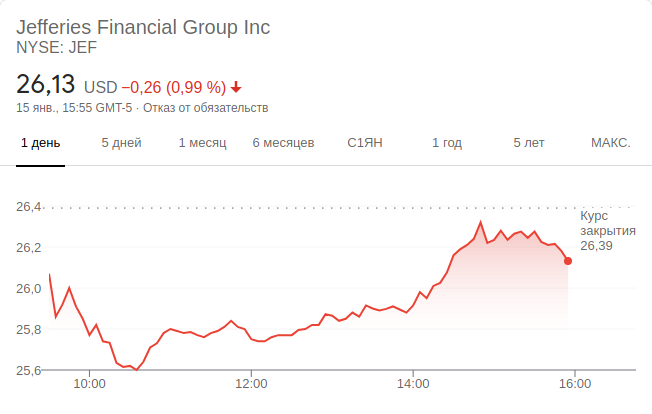 Jefferies Financial Group Inc
NYSE: JEF
26,13 USD −0,26 (0,99 %)
15 янв., 15:55 GMT-5 · Отказ от обязательств
1 день 5 дней 1 месяц 6 месяцев С1ЯН 1 год 5 лет МАКС.
26,4
Курс
закрытия
26,39
26,2
26,0
25,8
25,6
10:00 12:00 14:00 16:00